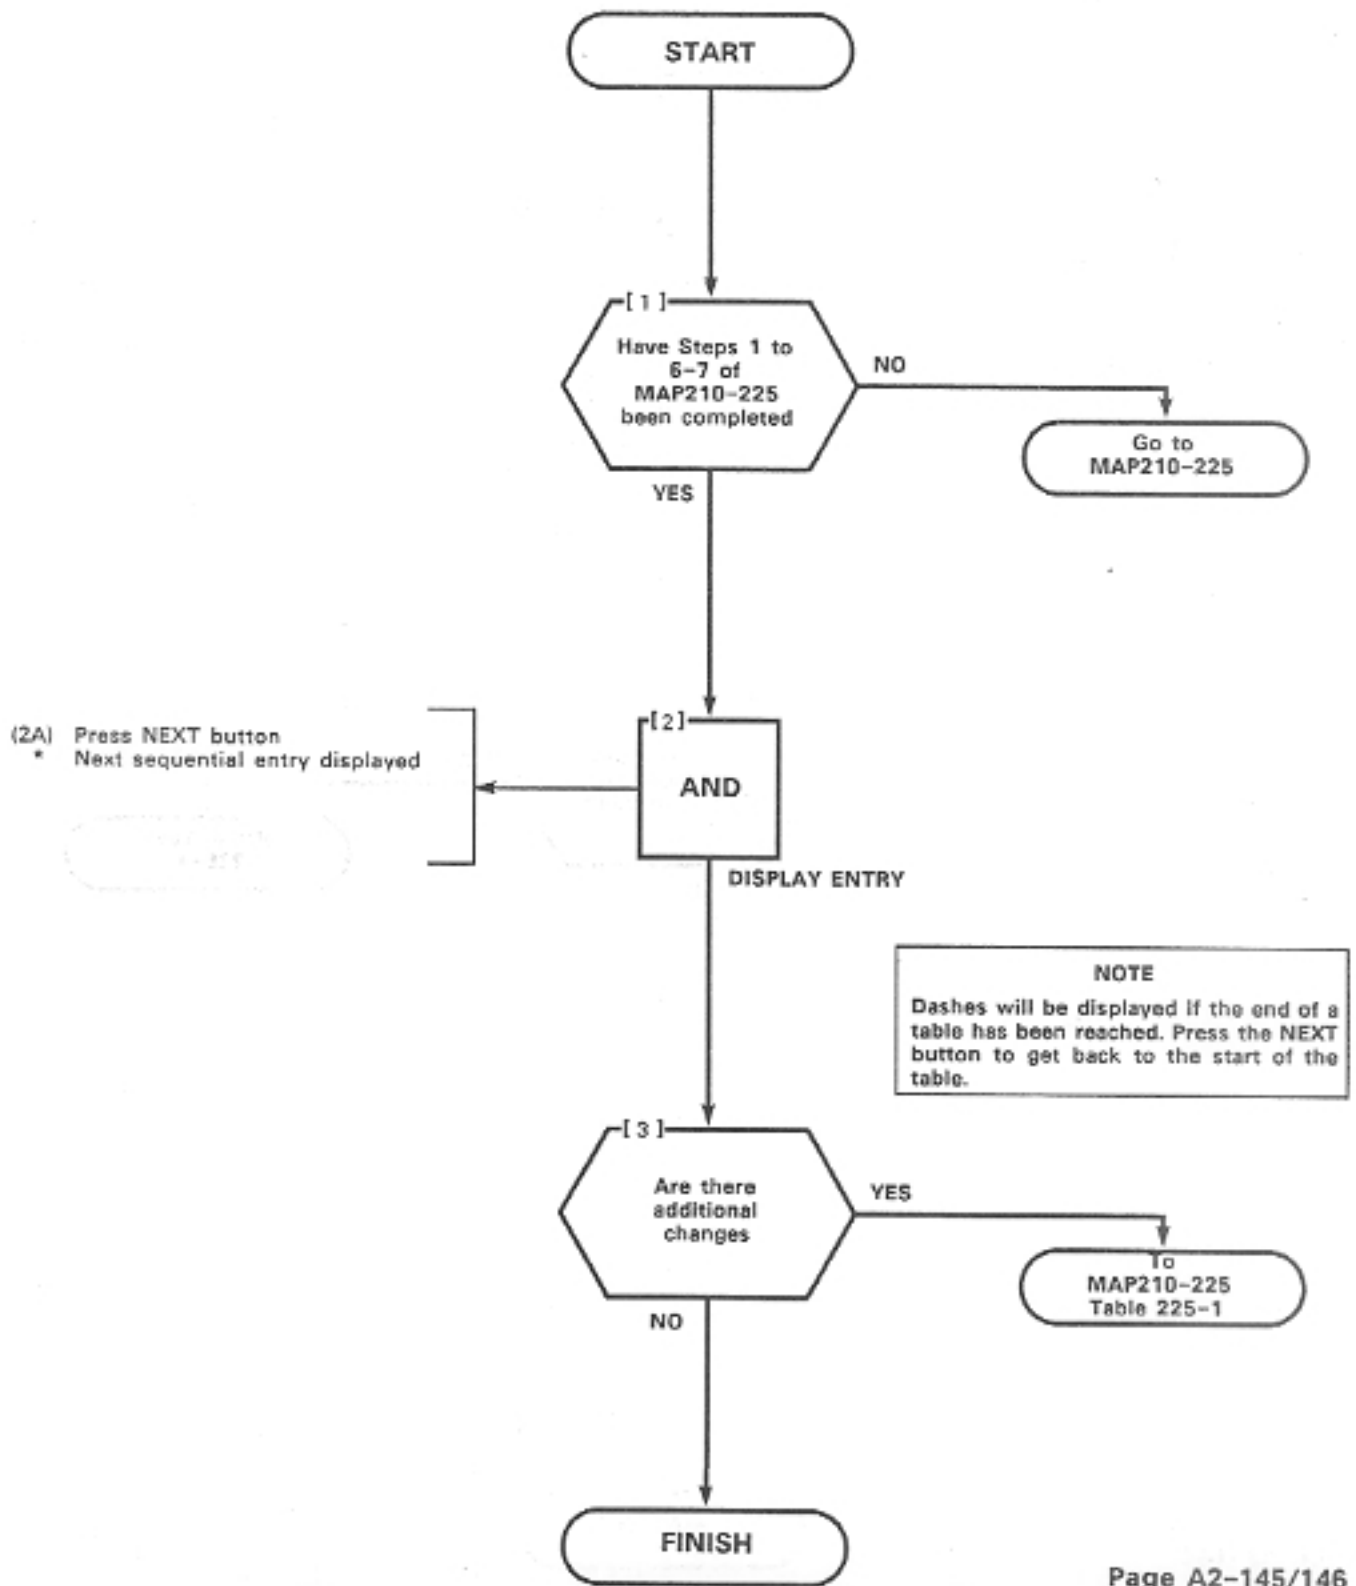 START
[1]
Have Steps 1 to
6-7 of
MAP210-225
been completed
NO
Go to
MAP210-225
YES
(2A) Press NEXT button
* Next sequential entry displayed
[2]
AND
DISPLAY ENTRY
NOTE
Dashes will be displayed if the end of a
table has been reached. Press the NEXT
button to get back to the start of the
table.
[3]
Are there
additional
changes
YES
To
MAP210-225
Table 225-1
NO
FINISH
Page A2-145/146